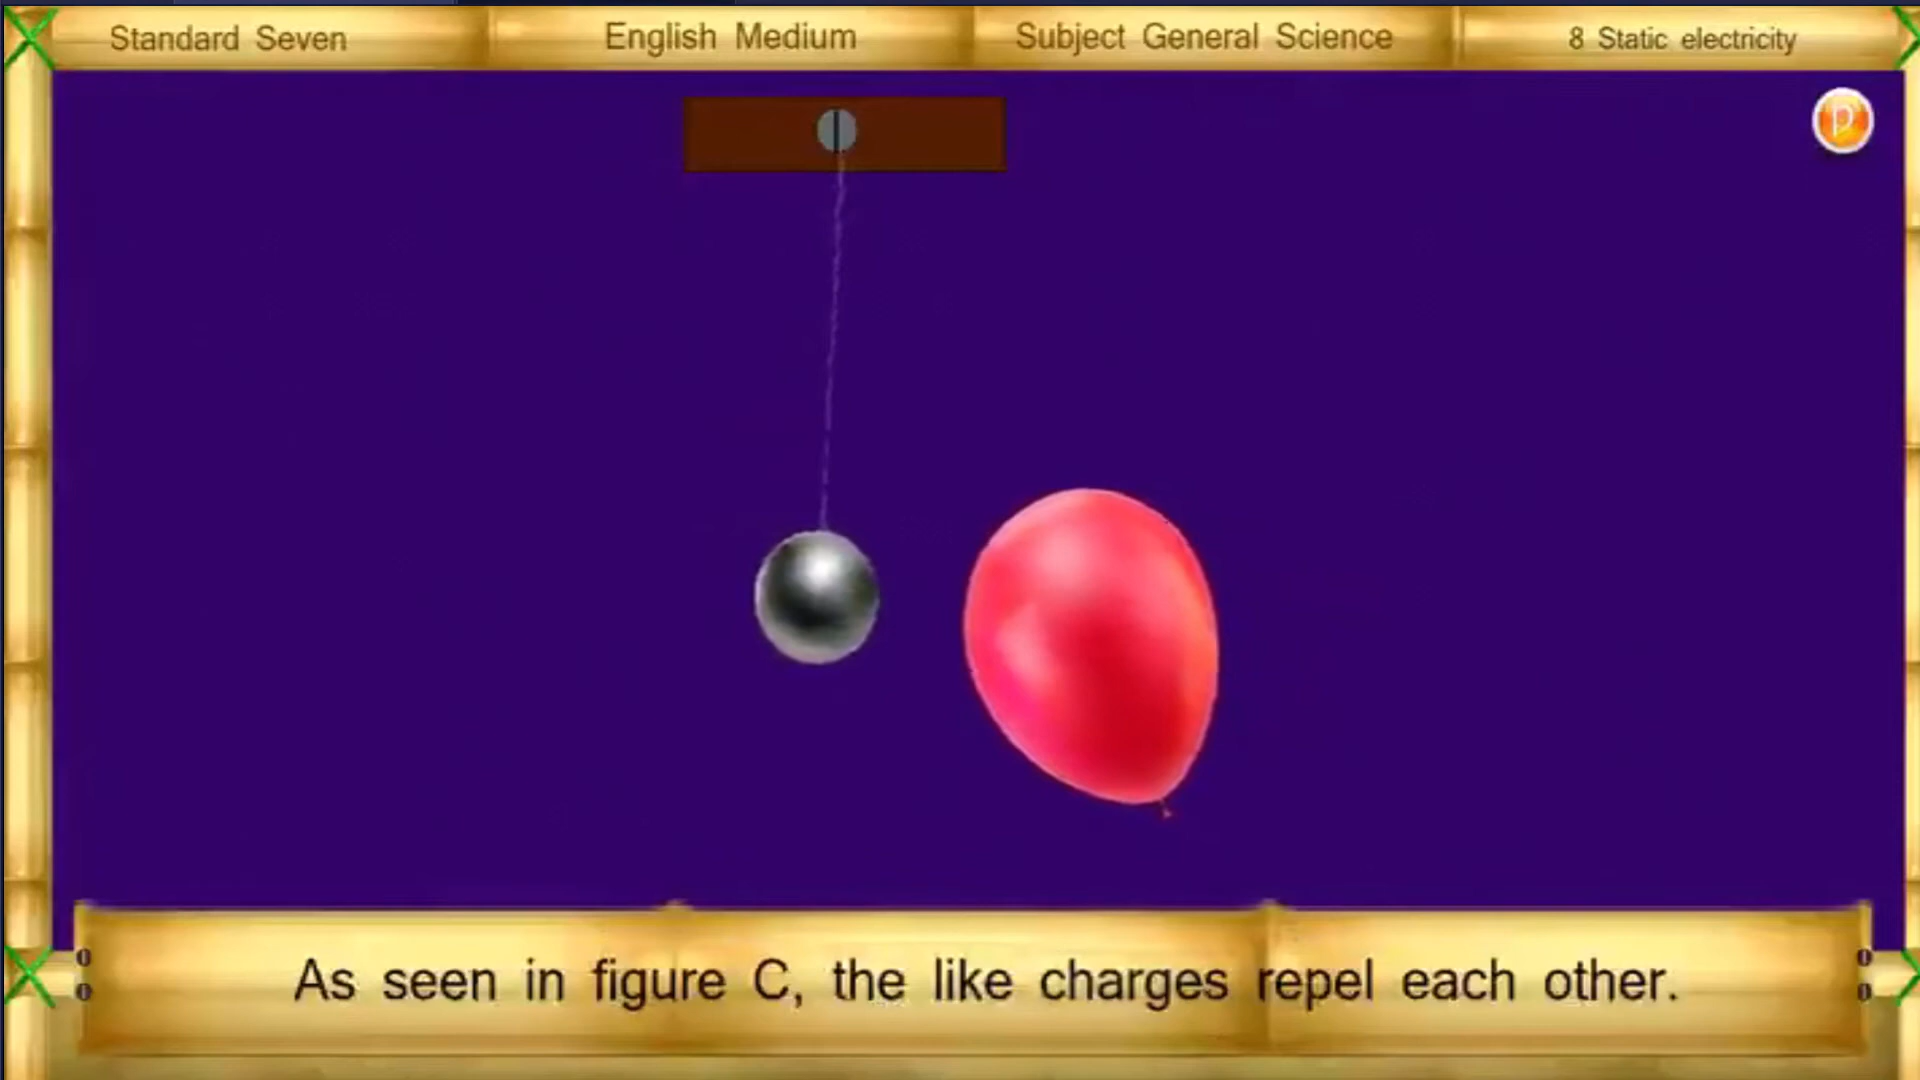 Standard Seven
English Medium
Subject General Science
8 Static electricity
P
As seen in figure C, the like charges repel each other.